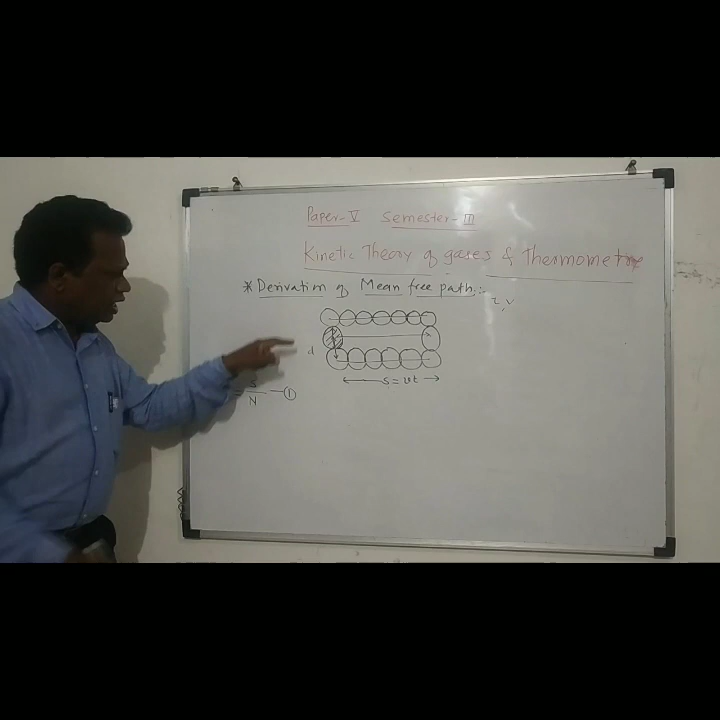 Paper-V Semester-III
Kinetic Theory of gases & Thermometry
* Derivation of Mean free path:-
d
S = vt
= S/N —①